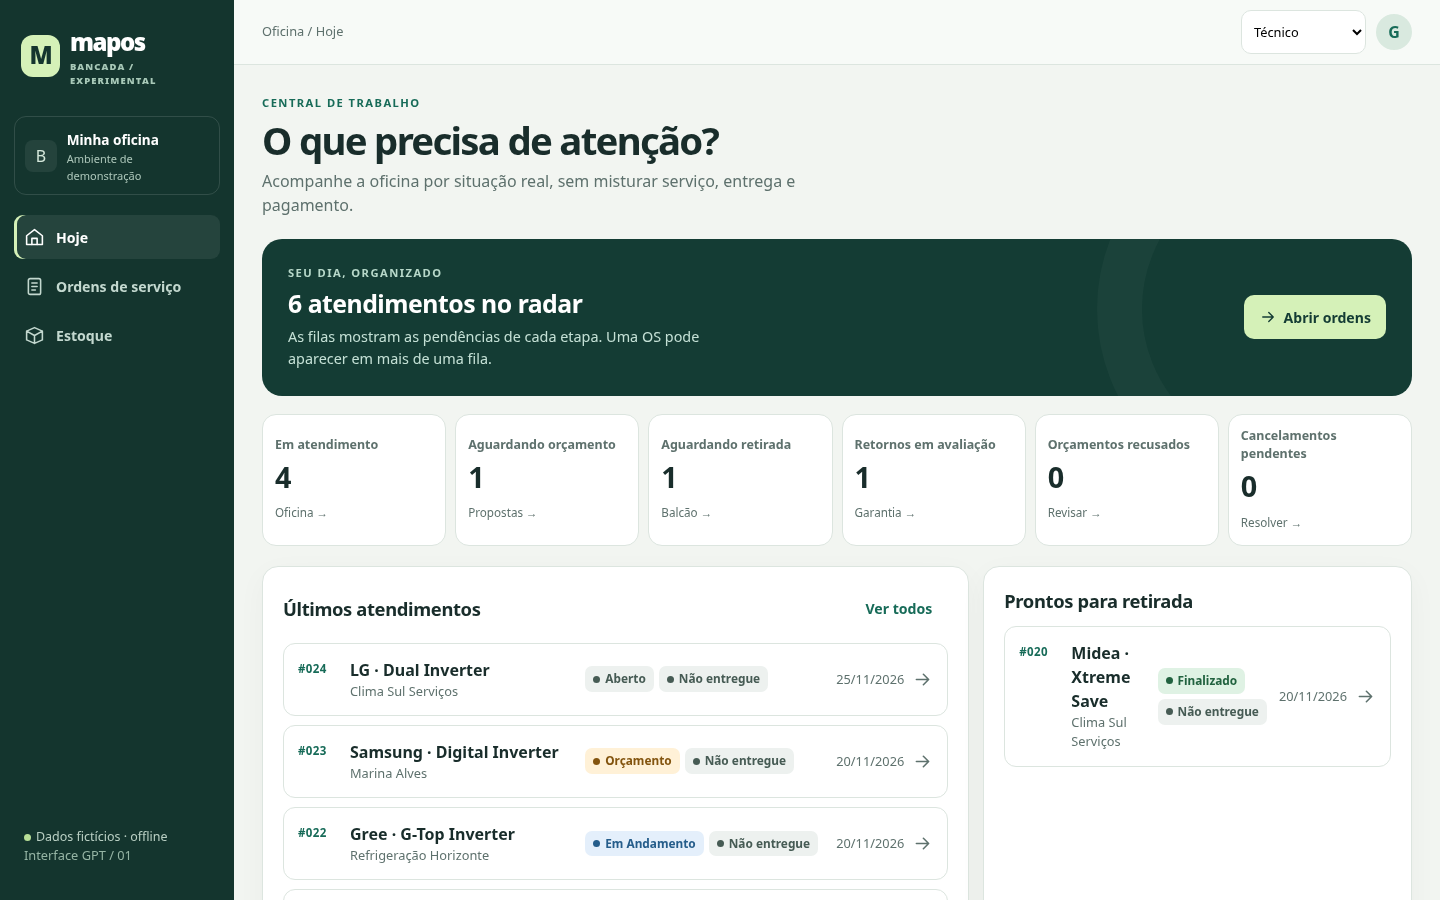 M
mapos
BANCADA /
EXPERIMENTAL
B
Minha oficina
Ambiente de
demonstração
Hoje
Ordens de serviço
Estoque
Dados fictícios · offline
Interface GPT / 01
Oficina / Hoje
Técnico
G
CENTRAL DE TRABALHO
O que precisa de atenção?
Acompanhe a oficina por situação real, sem misturar serviço, entrega e
pagamento.
SEU DIA, ORGANIZADO
6 atendimentos no radar
As filas mostram as pendências de cada etapa. Uma OS pode
aparecer em mais de uma fila.
→ Abrir ordens
Em atendimento
4
Oficina →
Aguardando orçamento
1
Propostas →
Aguardando retirada
1
Balcão →
Retornos em avaliação
1
Garantia →
Orçamentos recusados
0
Revisar →
Cancelamentos
pendentes
0
Resolver →
Últimos atendimentos
Ver todos
#024
LG · Dual Inverter
Clima Sul Serviços
Aberto
Não entregue
25/11/2026 →
#023
Samsung · Digital Inverter
Marina Alves
Orçamento
Não entregue
20/11/2026 →
#022
Gree · G-Top Inverter
Refrigeração Horizonte
Em Andamento
Não entregue
20/11/2026 →
Prontos para retirada
#020
Midea ·
Xtreme
Save
Clima Sul
Serviços
Finalizado
Não entregue
20/11/2026 →